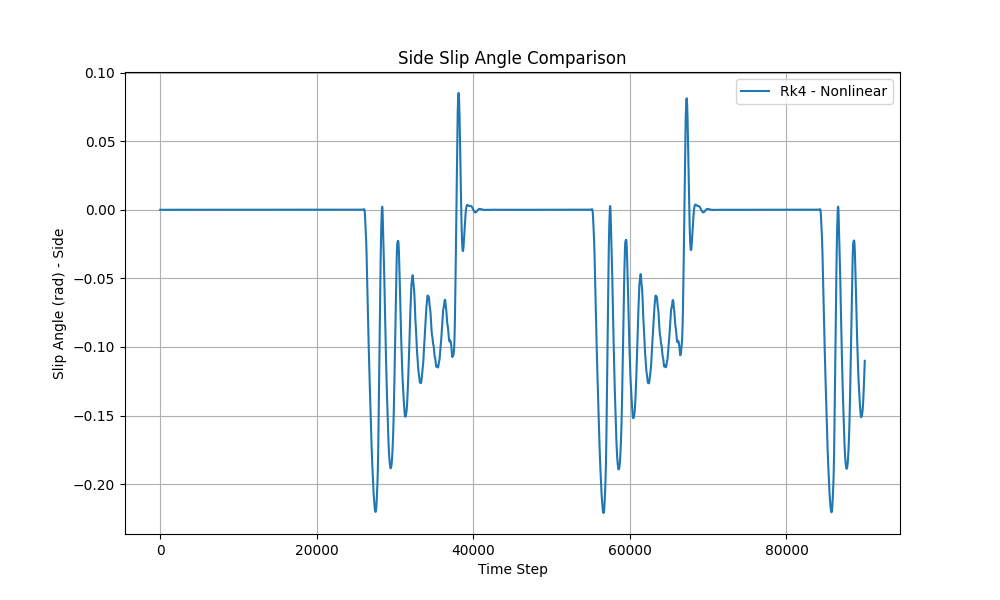 Side Slip Angle Comparison
Rk4 - Nonlinear
Slip Angle (rad) - Side
0.10
0.05
0.00
−0.05
−0.10
−0.15
−0.20
0 20000 40000 60000 80000
Time Step